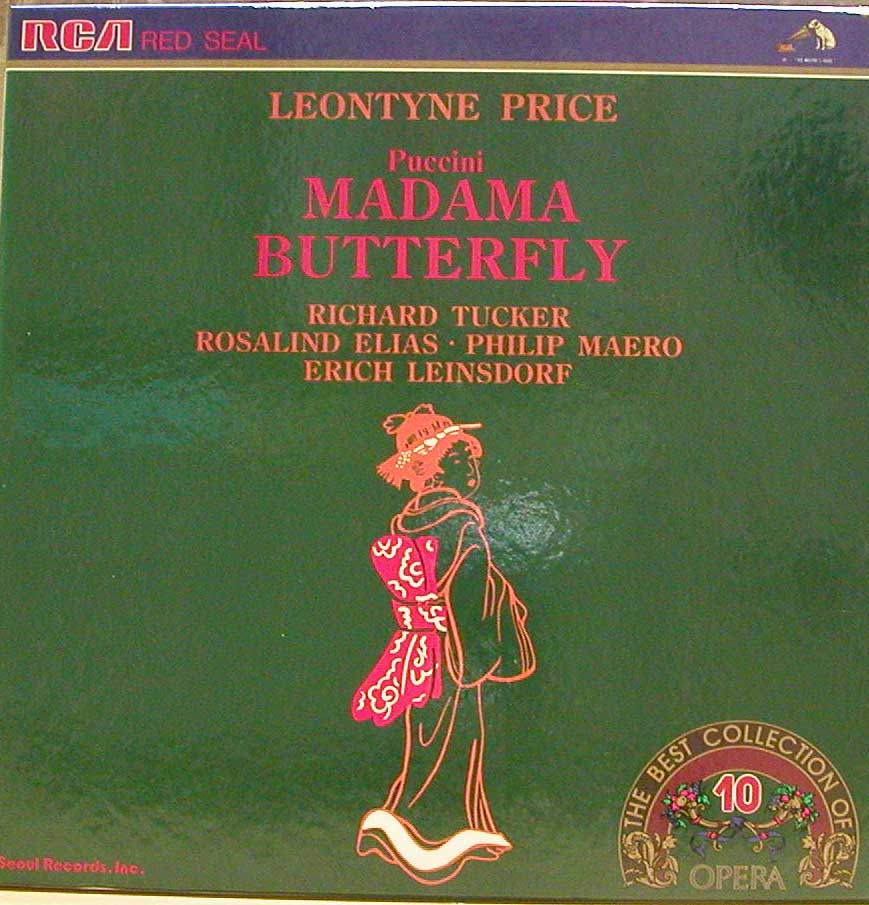 RCA RED SEAL
LEONTYNE PRICE
Puccini
MADAMA
BUTTERFLY
RICHARD TUCKER
ROSALIND ELIAS · PHILIP MAERO
ERICH LEINSDORF
THE BEST COLLECTION OF
10
OPERA
Seoul Records, Inc.